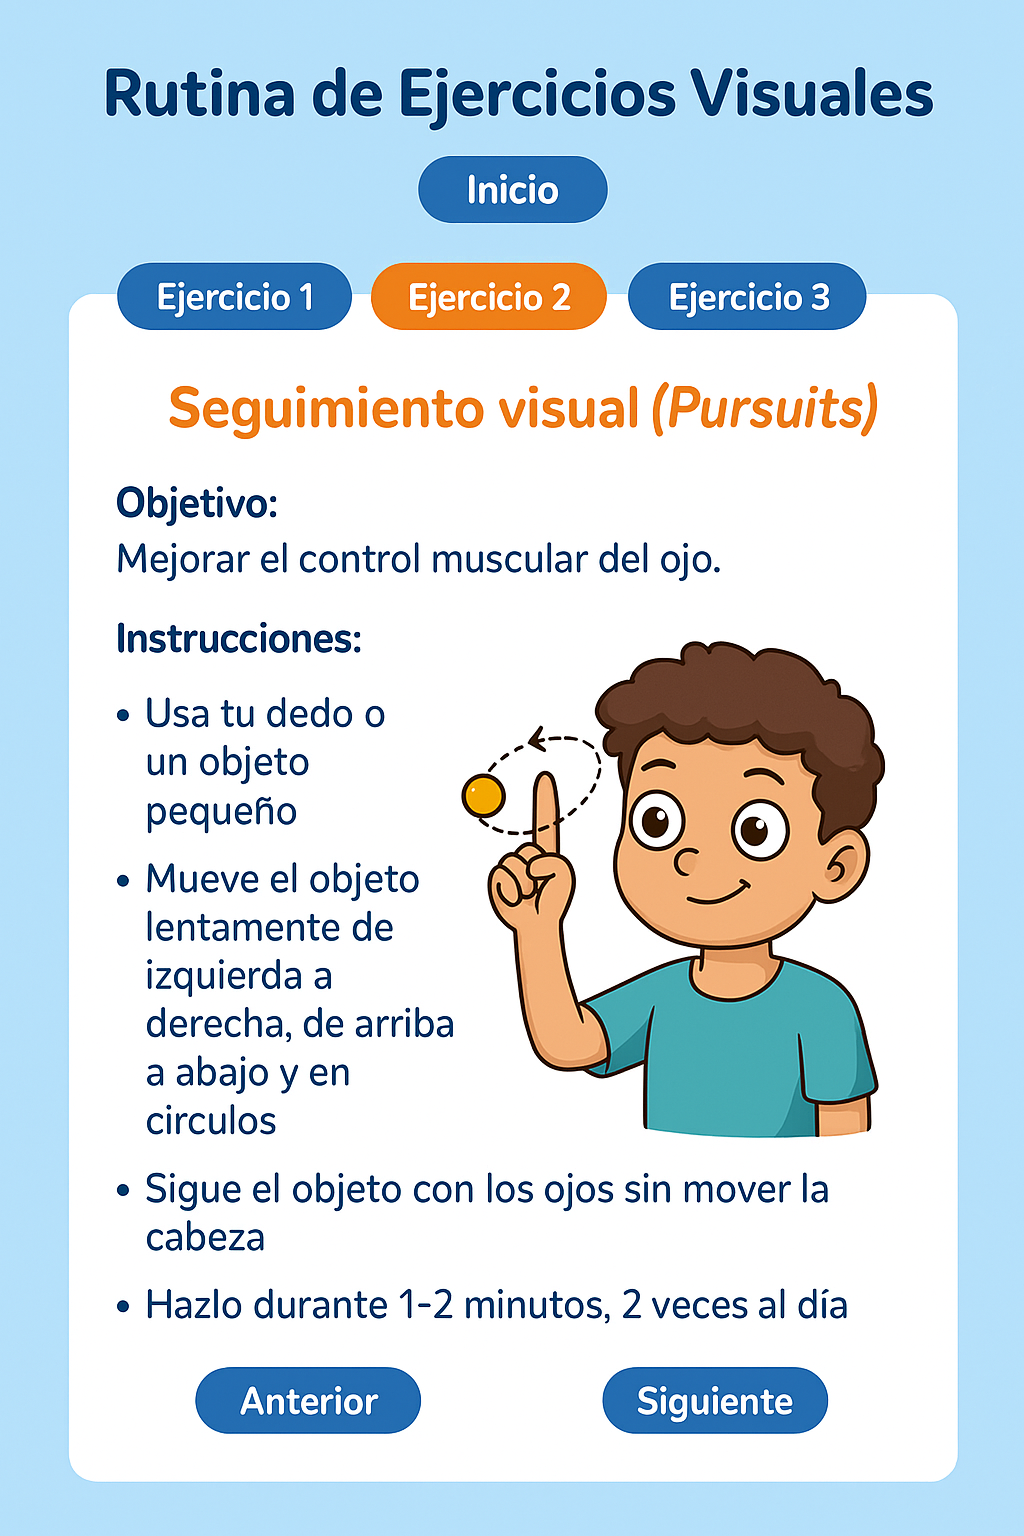 Rutina de Ejercicios Visuales
Inicio
Ejercicio 1
Ejercicio 2
Ejercicio 3
Seguimiento visual (Pursuits)
Objetivo:
Mejorar el control muscular del ojo.
Instrucciones:
• Usa tu dedo o
un objeto
pequeño
• Mueve el objeto
lentamente de
izquierda a
derecha, de arriba
a abajo y en
circulos
• Sigue el objeto con los ojos sin mover la
cabeza
• Hazlo durante 1-2 minutos, 2 veces al día
Anterior
Siguiente